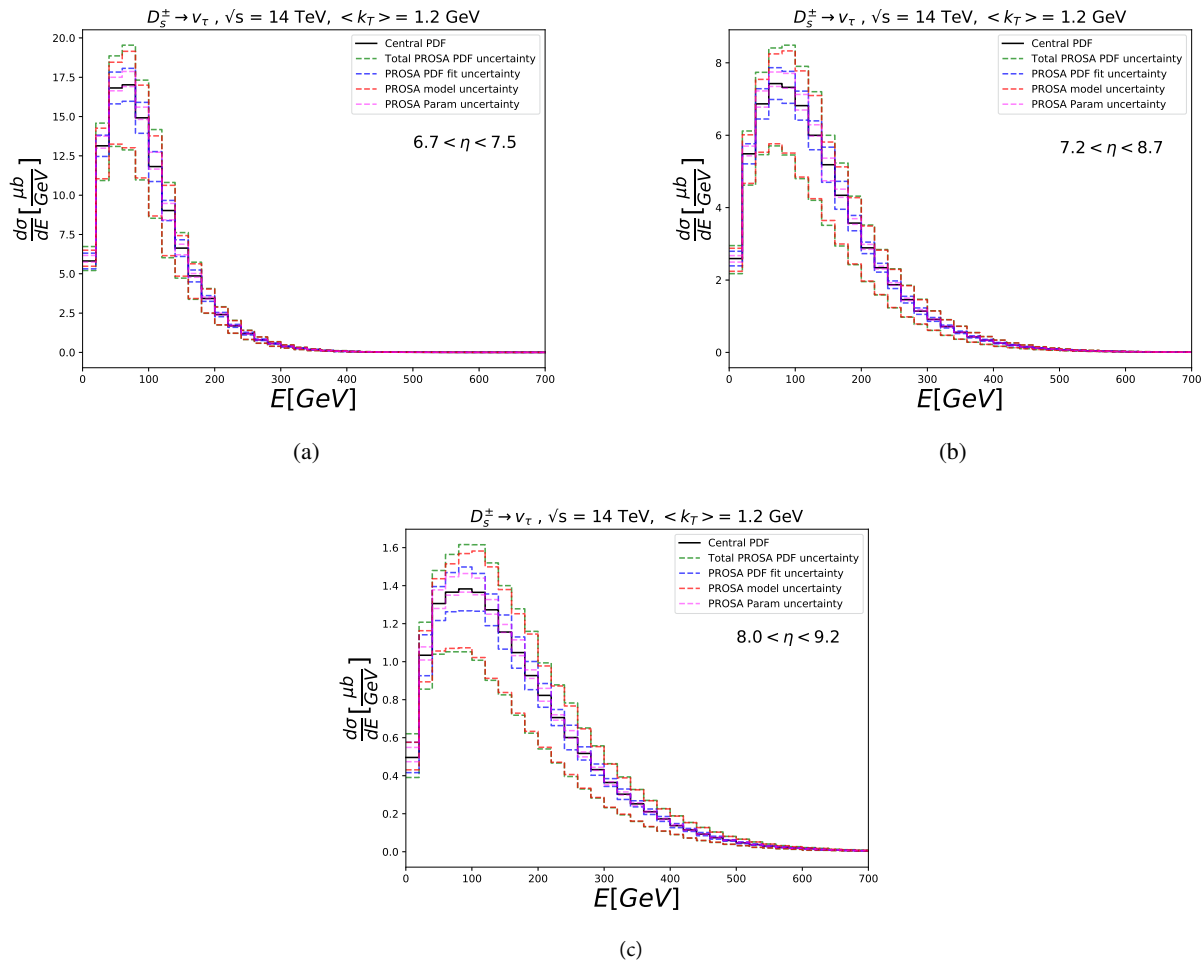 D_s^± → ν_τ , √s = 14 TeV, < k_T > = 1.2 GeV
20.0
17.5
15.0
12.5
10.0
7.5
5.0
2.5
0.0
dσ/dE [μb/GeV]
Central PDF
Total PROSA PDF uncertainty
PROSA PDF fit uncertainty
PROSA model uncertainty
PROSA Param uncertainty
6.7 < η < 7.5
0 100 200 300 400 500 600 700
E[GeV]
(a)
D_s^± → ν_τ , √s = 14 TeV, < k_T > = 1.2 GeV
8
6
4
2
0
dσ/dE [μb/GeV]
Central PDF
Total PROSA PDF uncertainty
PROSA PDF fit uncertainty
PROSA model uncertainty
PROSA Param uncertainty
7.2 < η < 8.7
0 100 200 300 400 500 600 700
E[GeV]
(b)
D_s^± → ν_τ , √s = 14 TeV, < k_T > = 1.2 GeV
1.6
1.4
1.2
1.0
0.8
0.6
0.4
0.2
0.0
dσ/dE [μb/GeV]
Central PDF
Total PROSA PDF uncertainty
PROSA PDF fit uncertainty
PROSA model uncertainty
PROSA Param uncertainty
8.0 < η < 9.2
0 100 200 300 400 500 600 700
E[GeV]
(c)